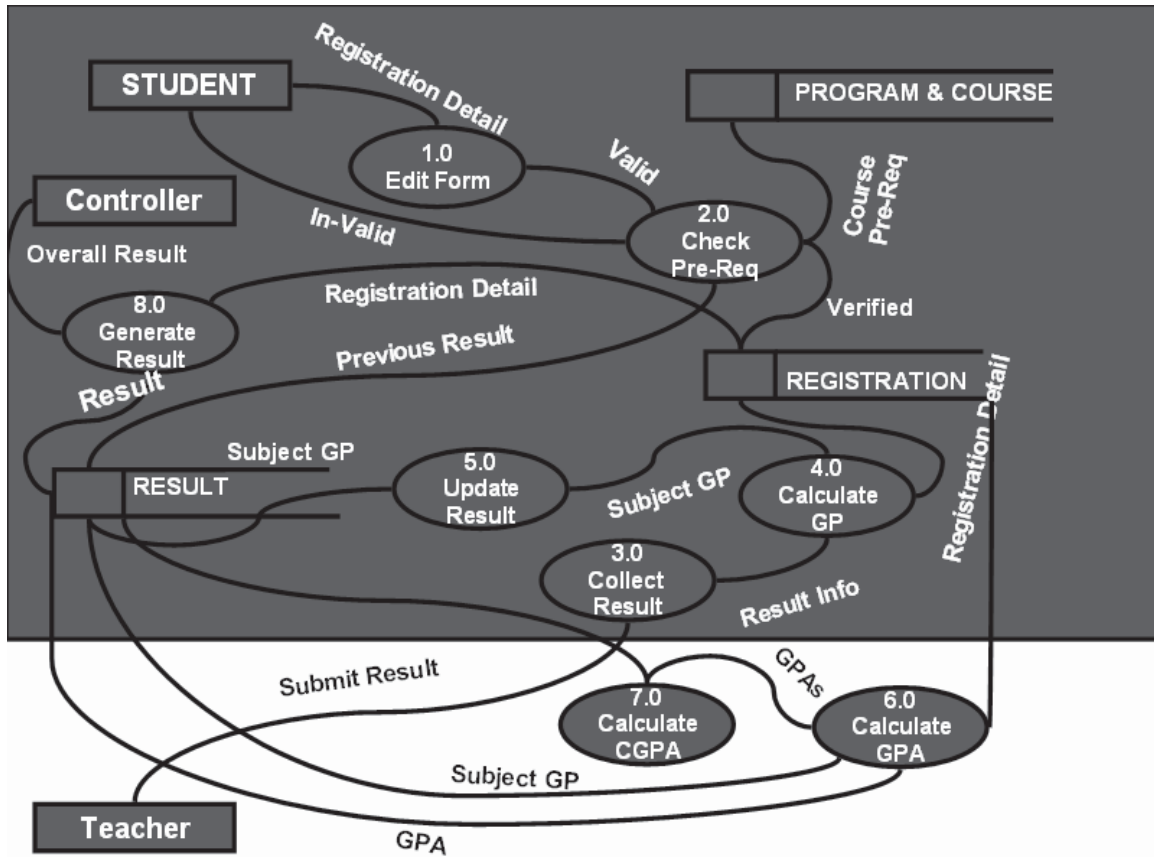 Registration Detail
STUDENT
PROGRAM & COURSE
1.0
Edit Form
Valid
Course
Pre-Req
Controller
In-Valid
2.0
Check
Pre-Req
Overall Result
Registration Detail
8.0
Generate
Result
Verified
Previous Result
Result
REGISTRATION
Registration Detail
Subject GP
RESULT
5.0
Update
Result
Subject GP
4.0
Calculate
GP
3.0
Collect
Result
Result Info
Submit Result
GPAs
7.0
Calculate
CGPA
6.0
Calculate
GPA
Subject GP
Teacher
GPA